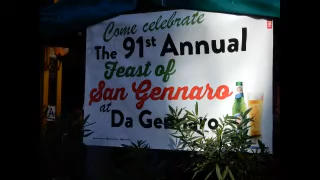 Come celebrate
The 91st Annual
Feast of
San Gennaro
at
Da Gennaro